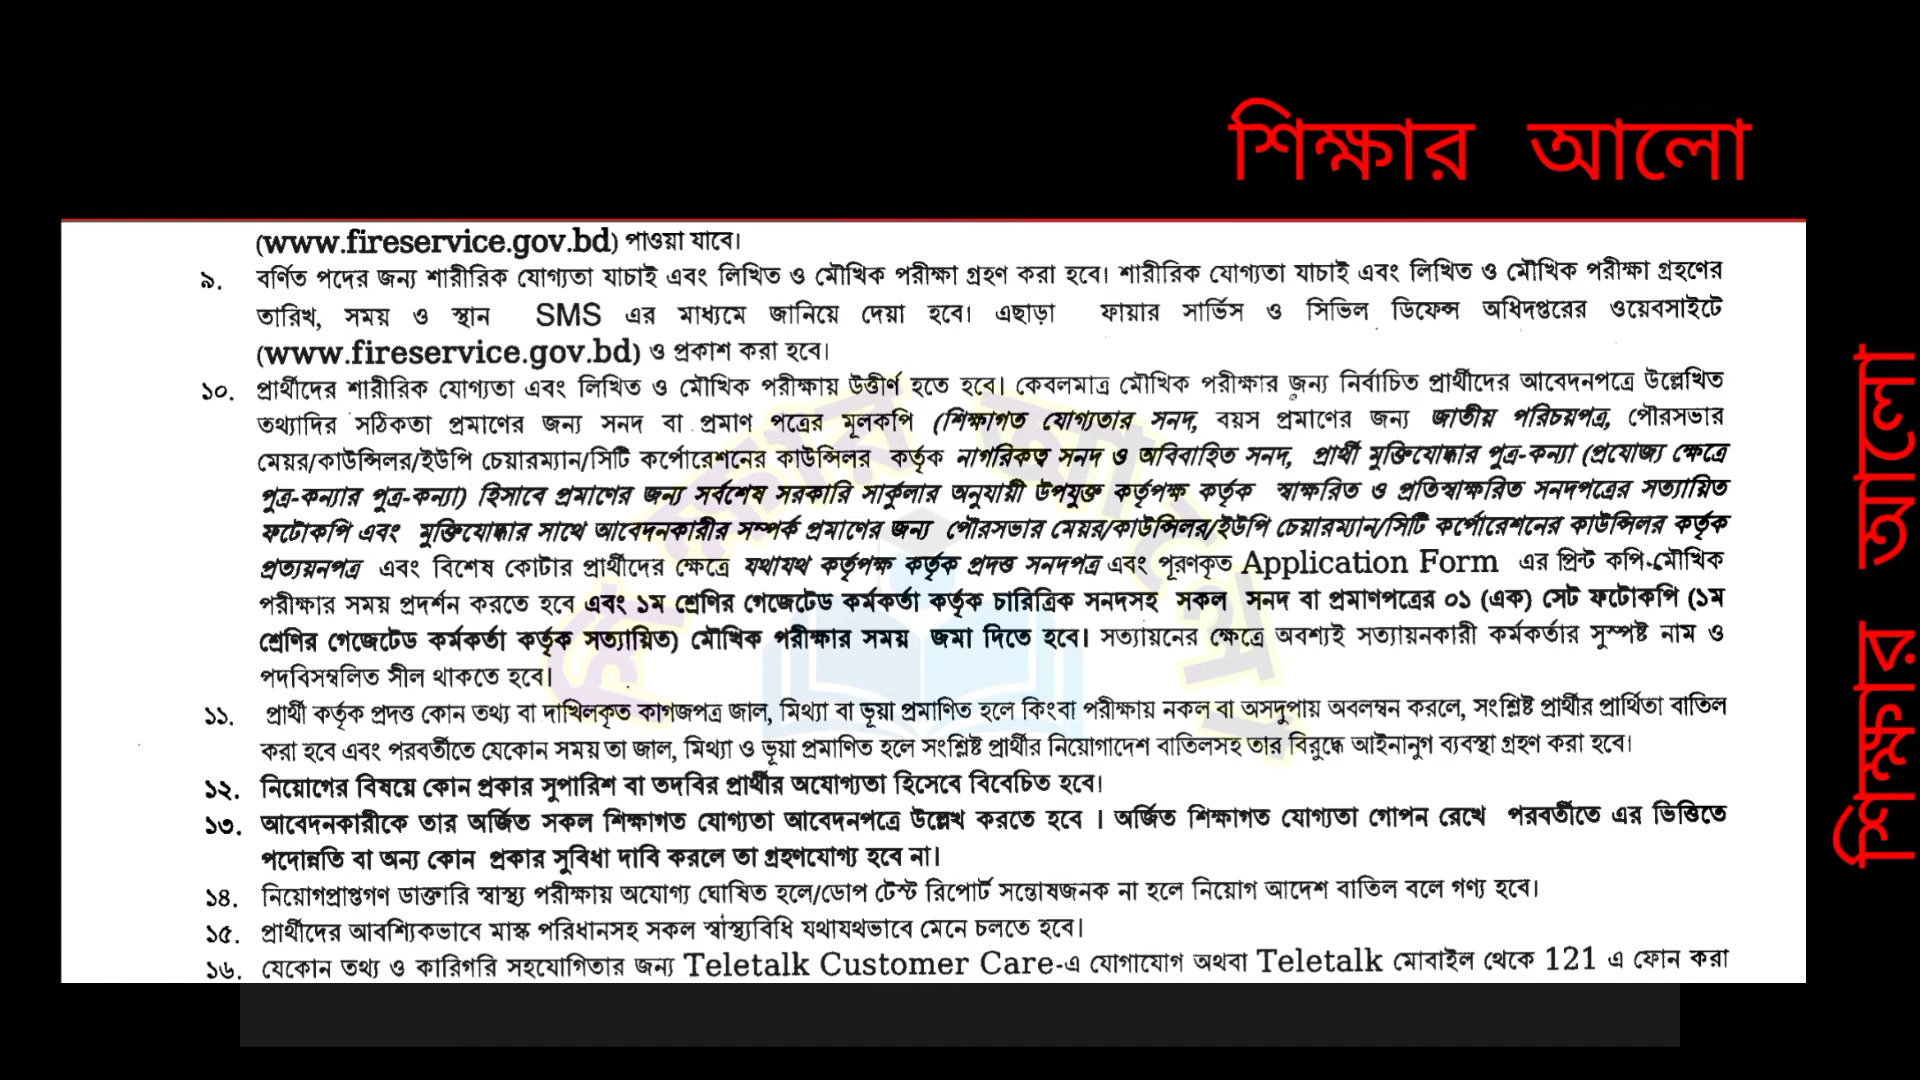 শিক্ষার আলো
(www.fireservice.gov.bd) পাওয়া যাবে।
৯. বর্ণিত পদের জন্য শারীরিক যোগ্যতা যাচাই এবং লিখিত ও মৌখিক পরীক্ষা গ্রহণ করা হবে। শারীরিক যোগ্যতা যাচাই এবং লিখিত ও মৌখিক পরীক্ষা গ্রহণের
তারিখ, সময় ও স্থান SMS এর মাধ্যমে জানিয়ে দেয়া হবে। এছাড়া ফায়ার সার্ভিস ও সিভিল ডিফেন্স অধিদপ্তরের ওয়েবসাইটে
(www.fireservice.gov.bd) ও প্রকাশ করা হবে।
১০. প্রার্থীদের শারীরিক যোগ্যতা এবং লিখিত ও মৌখিক পরীক্ষায় উত্তীর্ণ হতে হবে। কেবলমাত্র মৌখিক পরীক্ষার জন্য নির্বাচিত প্রার্থীদের আবেদনপত্রে উল্লেখিত
তথ্যাদির সঠিকতা প্রমাণের জন্য সনদ বা প্রমাণ পত্রের মূলকপি (শিক্ষাগত যোগ্যতার সনদ, বয়স প্রমাণের জন্য জাতীয় পরিচয়পত্র, পৌরসভার
মেয়র/কাউন্সিলর/ইউপি চেয়ারম্যান/সিটি কর্পোরেশনের কাউন্সিলর কর্তৃক নাগরিকত্ব সনদ ও অবিবাহিত সনদ, প্রার্থী মুক্তিযোদ্ধার পুত্র-কন্যা (প্রযোজ্য ক্ষেত্রে
পুত্র-কন্যার পুত্র-কন্যা) হিসাবে প্রমাণের জন্য সর্বশেষ সরকারি সার্কুলার অনুযায়ী উপযুক্ত কর্তৃপক্ষ কর্তৃক স্বাক্ষরিত ও প্রতিস্বাক্ষরিত সনদপত্রের সত্যায়িত
ফটোকপি এবং মুক্তিযোদ্ধার সাথে আবেদনকারীর সম্পর্ক প্রমাণের জন্য পৌরসভার মেয়র/কাউন্সিলর/ইউপি চেয়ারম্যান/সিটি কর্পোরেশনের কাউন্সিলর কর্তৃক
প্রত্যয়নপত্র এবং বিশেষ কোটার প্রার্থীদের ক্ষেত্রে যথাযথ কর্তৃপক্ষ কর্তৃক প্রদত্ত সনদপত্র এবং পূরণকৃত Application Form এর প্রিন্ট কপি মৌখিক
পরীক্ষার সময় প্রদর্শন করতে হবে এবং ১ম শ্রেণির গেজেটেড কর্মকর্তা কর্তৃক চারিত্রিক সনদসহ সকল সনদ বা প্রমাণপত্রের ০১ (এক) সেট ফটোকপি (১ম
শ্রেণির গেজেটেড কর্মকর্তা কর্তৃক সত্যায়িত) মৌখিক পরীক্ষার সময় জমা দিতে হবে। সত্যায়নের ক্ষেত্রে অবশ্যই সত্যায়নকারী কর্মকর্তার সুস্পষ্ট নাম ও
পদবিসম্বলিত সীল থাকতে হবে।
১১. প্রার্থী কর্তৃক প্রদত্ত কোন তথ্য বা দাখিলকৃত কাগজপত্র জাল, মিথ্যা বা ভূয়া প্রমাণিত হলে কিংবা পরীক্ষায় নকল বা অসদুপায় অবলম্বন করলে, সংশ্লিষ্ট প্রার্থীর প্রার্থিতা বাতিল
করা হবে এবং পরবর্তীতে যেকোন সময় তা জাল, মিথ্যা ও ভূয়া প্রমাণিত হলে সংশ্লিষ্ট প্রার্থীর নিয়োগাদেশ বাতিলসহ তার বিরুদ্ধে আইনানুগ ব্যবস্থা গ্রহণ করা হবে।
১২. নিয়োগের বিষয়ে কোন প্রকার সুপারিশ বা তদবির প্রার্থীর অযোগ্যতা হিসেবে বিবেচিত হবে।
১৩. আবেদনকারীকে তার অর্জিত সকল শিক্ষাগত যোগ্যতা আবেদনপত্রে উল্লেখ করতে হবে । অর্জিত শিক্ষাগত যোগ্যতা গোপন রেখে পরবর্তীতে এর ভিত্তিতে
পদোন্নতি বা অন্য কোন প্রকার সুবিধা দাবি করলে তা গ্রহণযোগ্য হবে না।
১৪. নিয়োগপ্রাপ্তগণ ডাক্তারি স্বাস্থ্য পরীক্ষায় অযোগ্য ঘোষিত হলে/ডোপ টেস্ট রিপোর্ট সন্তোষজনক না হলে নিয়োগ আদেশ বাতিল বলে গণ্য হবে।
১৫. প্রার্থীদের আবশ্যিকভাবে মাস্ক পরিধানসহ সকল স্বাস্থ্যবিধি যথাযথভাবে মেনে চলতে হবে।
১৬. যেকোন তথ্য ও কারিগরি সহযোগিতার জন্য Teletalk Customer Care-এ যোগাযোগ অথবা Teletalk মোবাইল থেকে 121 এ ফোন করা
শিক্ষার আলো
শিক্ষার আলো